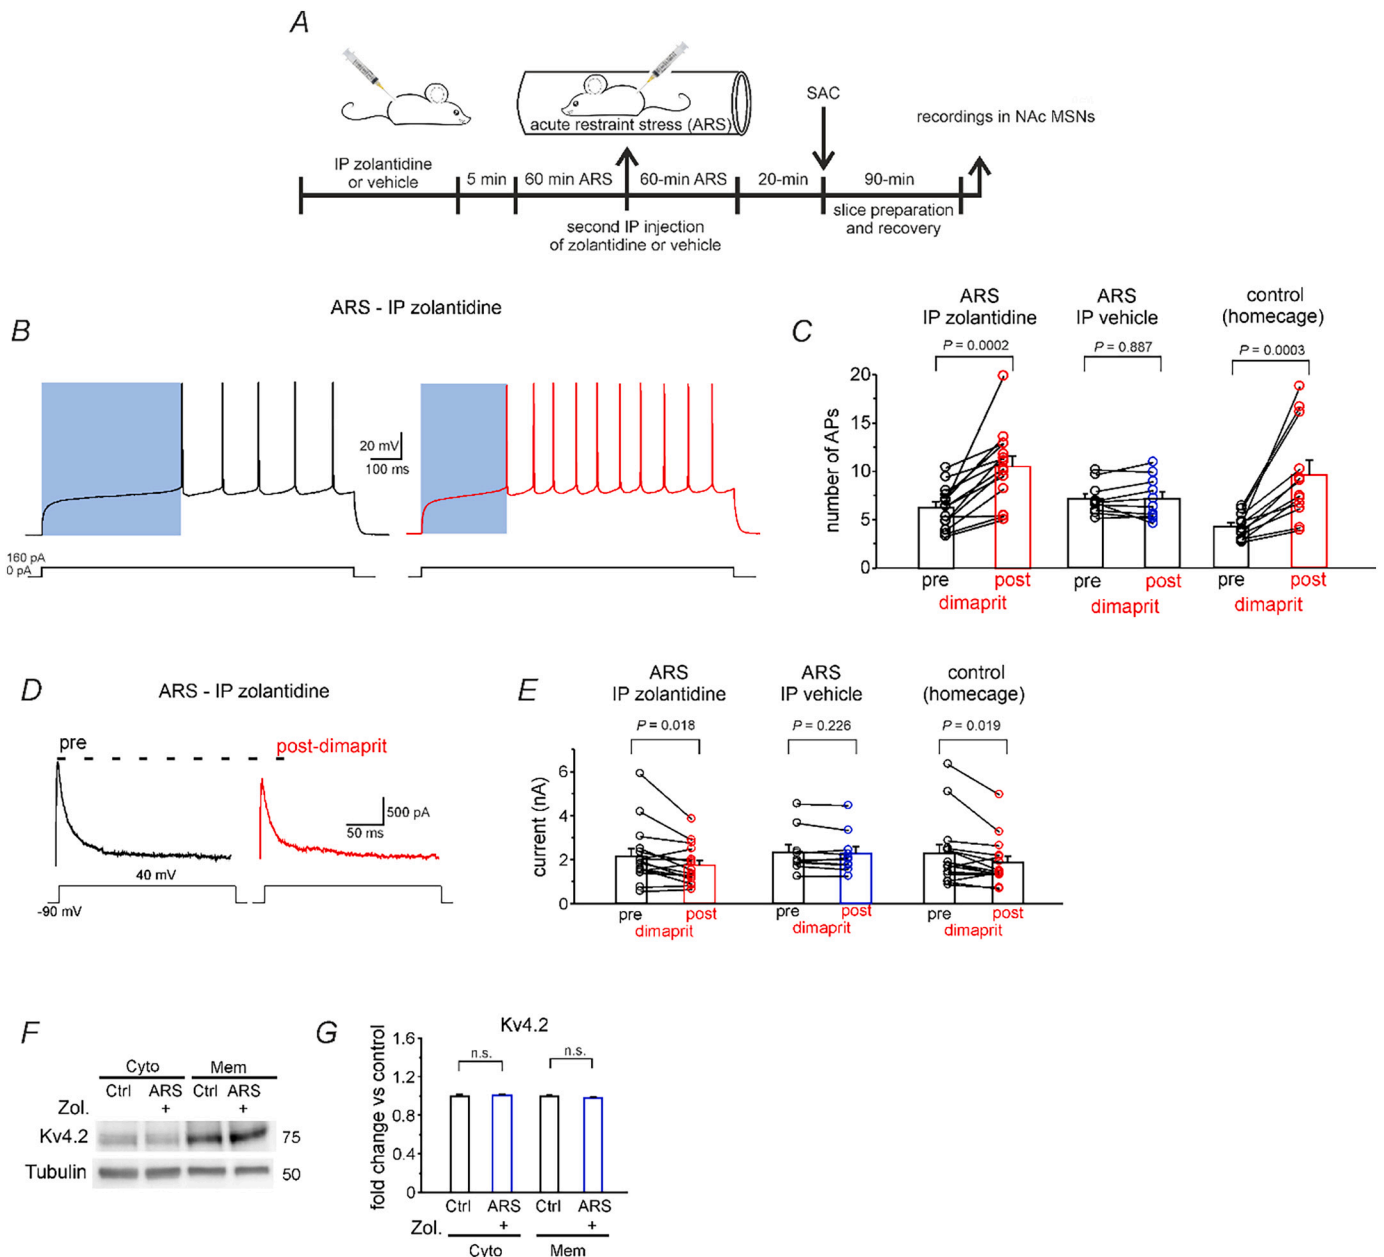 A
acute restraint stress (ARS)
SAC
recordings in NAc MSNs
IP zolantidine
or vehicle
5 min
60 min ARS
60-min ARS
20-min
90-min
second IP injection
of zolantidine or vehicle
slice preparation
and recovery
B
ARS - IP zolantidine
20 mV
100 ms
160 pA
0 pA
C
ARS
IP zolantidine
ARS
IP vehicle
control
(homecage)
P = 0.0002
P = 0.887
P = 0.0003
number of APs
20
15
10
5
0
pre
post
pre
post
pre
post
dimaprit
dimaprit
dimaprit
D
ARS - IP zolantidine
pre
post-dimaprit
500 pA
50 ms
40 mV
-90 mV
E
ARS
IP zolantidine
ARS
IP vehicle
control
(homecage)
P = 0.018
P = 0.226
P = 0.019
current (nA)
6
4
2
0
pre
post
pre
post
pre
post
dimaprit
dimaprit
dimaprit
F
Cyto
Mem
Ctrl
ARS
Ctrl
ARS
Zol.
+
+
Kv4.2
75
Tubulin
50
G
Kv4.2
n.s.
n.s.
fold change vs control
1.6
1.2
0.8
0.4
0
Ctrl
ARS
Ctrl
ARS
Zol.
+
+
Cyto
Mem